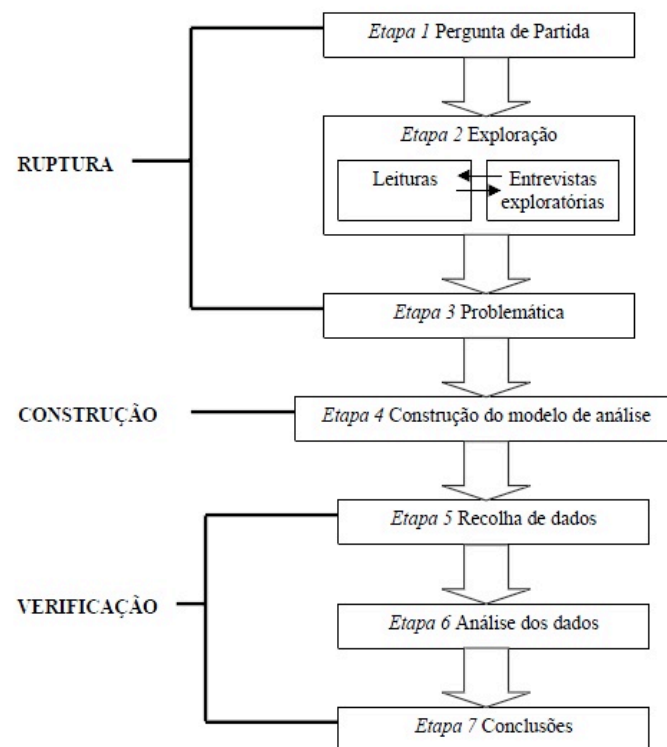 Etapa 1 Pergunta de Partida
Etapa 2 Exploração
RUPTURA
Leituras
Entrevistas
exploratórias
Etapa 3 Problemática
CONSTRUÇÃO
Etapa 4 Construção do modelo de análise
Etapa 5 Recolha de dados
VERIFICAÇÃO
Etapa 6 Análise dos dados
Etapa 7 Conclusões